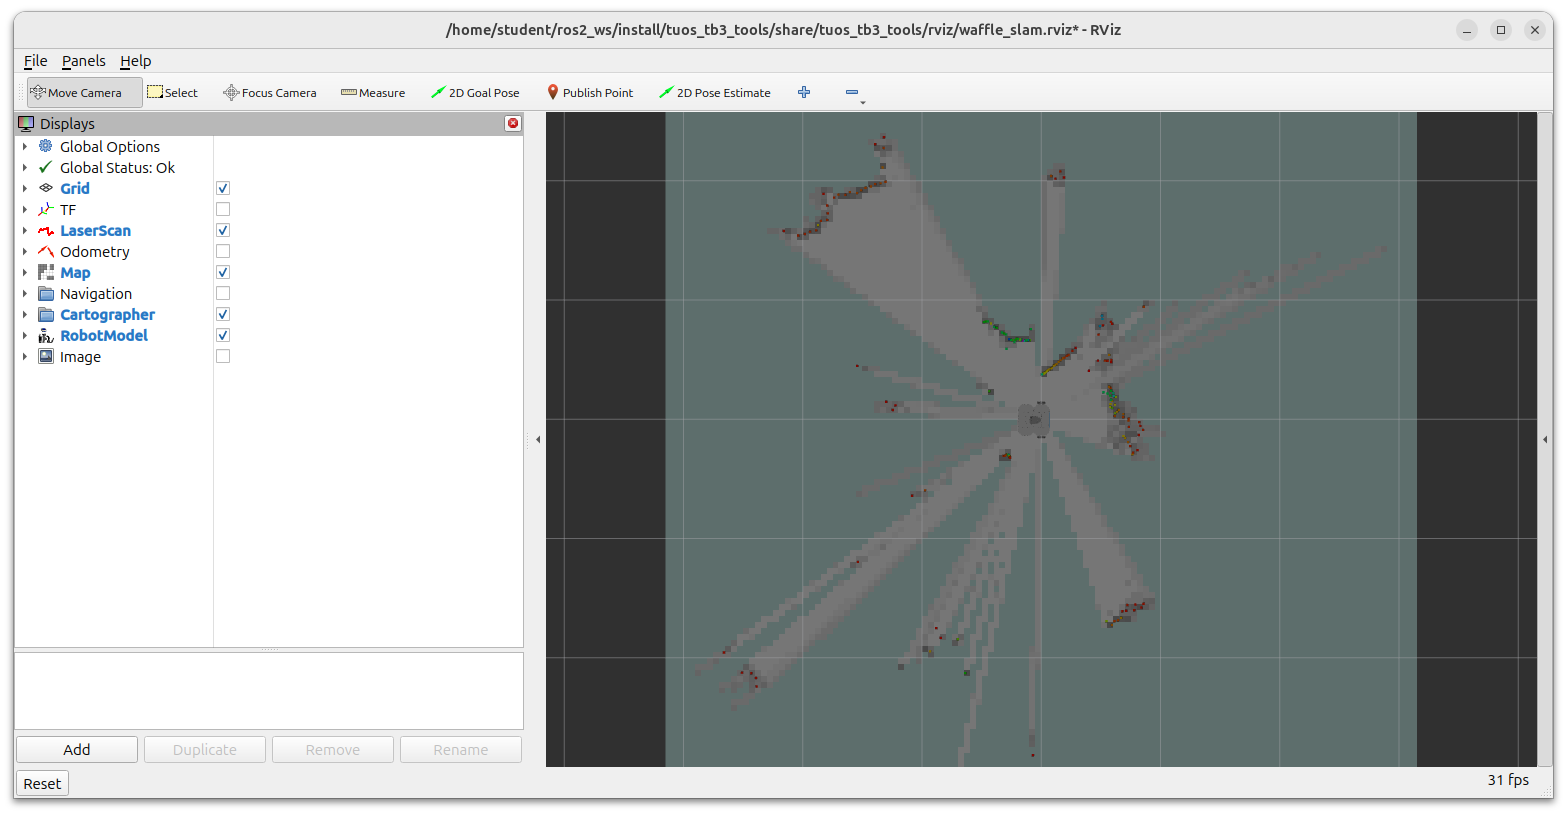 /home/student/ros2_ws/install/tuos_tb3_tools/share/tuos_tb3_tools/rviz/waffle_slam.rviz* - RViz
File Panels Help
Move Camera Select Focus Camera Measure 2D Goal Pose Publish Point 2D Pose Estimate
Displays
Global Options
Global Status: Ok
Grid
TF
LaserScan
Odometry
Map
Navigation
Cartographer
RobotModel
Image
Add Duplicate Remove Rename
Reset
31 fps